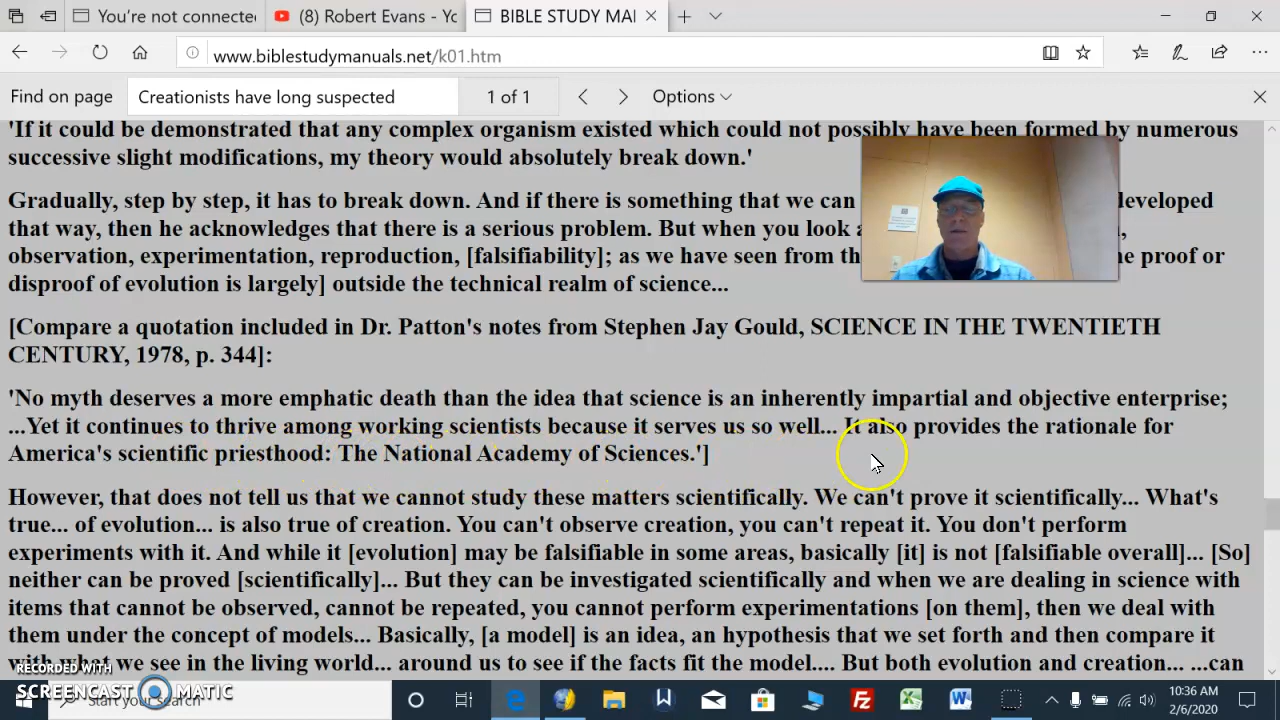 You're not connected
(8) Robert Evans - Yo
BIBLE STUDY MAN
www.biblestudymanuals.net/k01.htm
Find on page
Creationists have long suspected
1 of 1
Options
'If it could be demonstrated that any complex organism existed which could not possibly have been formed by numerous
successive slight modifications, my theory would absolutely break down.'
Gradually, step by step, it has to break down. And if there is something that we can developed
that way, then he acknowledges that there is a serious problem. But when you look
observation, experimentation, reproduction, [falsifiability]; as we have seen from the proof or
disproof of evolution is largely] outside the technical realm of science...
[Compare a quotation included in Dr. Patton's notes from Stephen Jay Gould, SCIENCE IN THE TWENTIETH
CENTURY, 1978, p. 344]:
'No myth deserves a more emphatic death than the idea that science is an inherently impartial and objective enterprise;
...Yet it continues to thrive among working scientists because it serves us so well... It also provides the rationale for
America's scientific priesthood: The National Academy of Sciences.']
However, that does not tell us that we cannot study these matters scientifically. We can't prove it scientifically... What's
true... of evolution... is also true of creation. You can't observe creation, you can't repeat it. You don't perform
experiments with it. And while it [evolution] may be falsifiable in some areas, basically [it] is not [falsifiable overall]... [So]
neither can be proved [scientifically]... But they can be investigated scientifically and when we are dealing in science with
items that cannot be observed, cannot be repeated, you cannot perform experimentations [on them], then we deal with
them under the concept of models... Basically, [a model] is an idea, an hypothesis that we set forth and then compare it
with what we see in the living world... around us to see if the facts fit the model.... But both evolution and creation... ...can
RECORDED WITH
SCREENCAST MATIC
Start your search
10:36 AM
2/6/2020